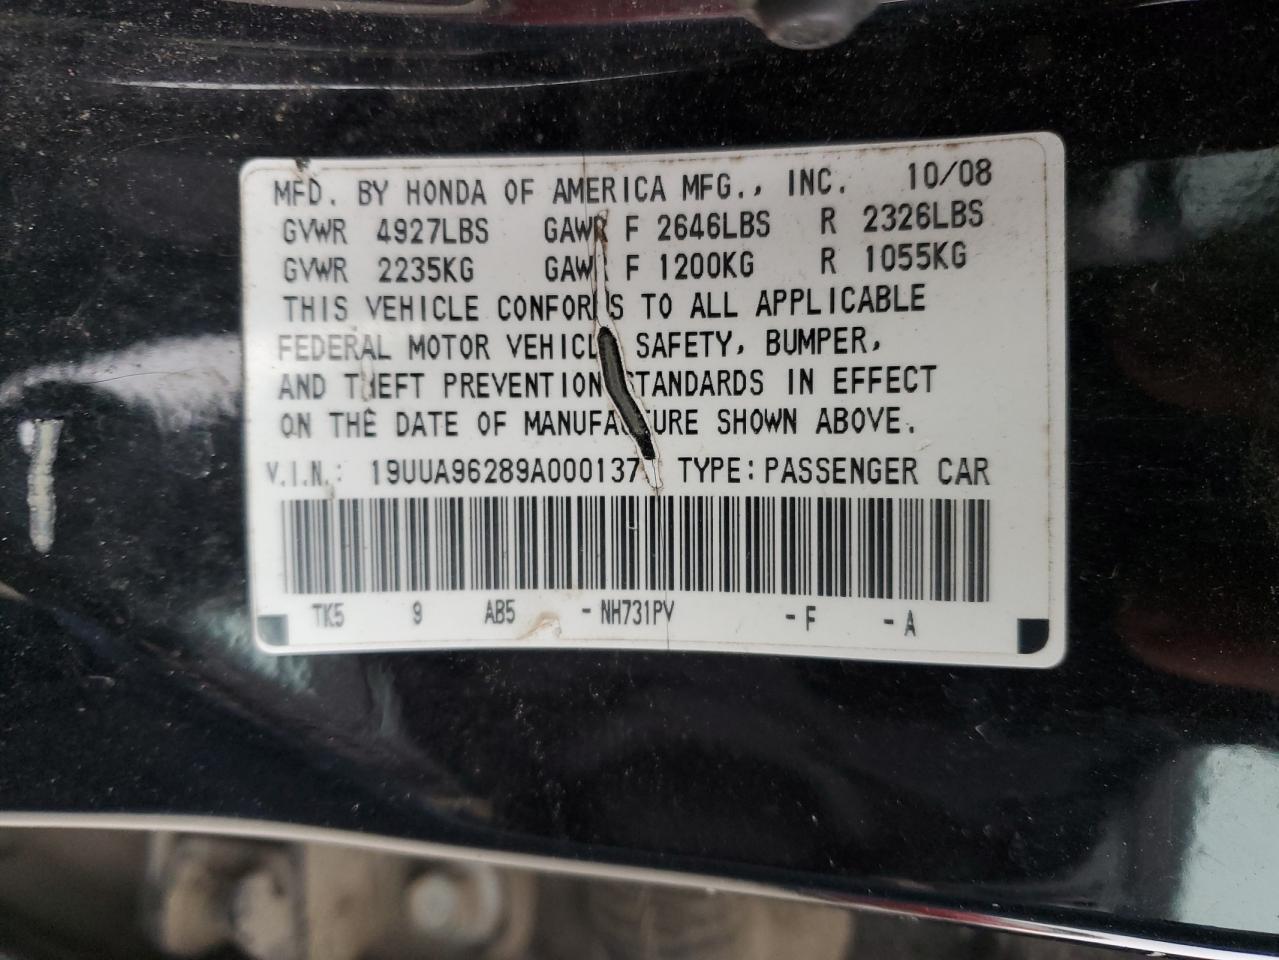 MFD. BY HONDA OF AMERICA MFG., INC. 10/08
GVWR 4927LBS GAWR F 2646LBS R 2326LBS
GVWR 2235KG GAWR F 1200KG R 1055KG
THIS VEHICLE CONFORMS TO ALL APPLICABLE
FEDERAL MOTOR VEHICLE SAFETY, BUMPER,
AND THEFT PREVENTION STANDARDS IN EFFECT
ON THE DATE OF MANUFACTURE SHOWN ABOVE.
V.I.N.: 19UUA96289A000137 TYPE: PASSENGER CAR
TK5 9 AB5 -NH731PV -F -A